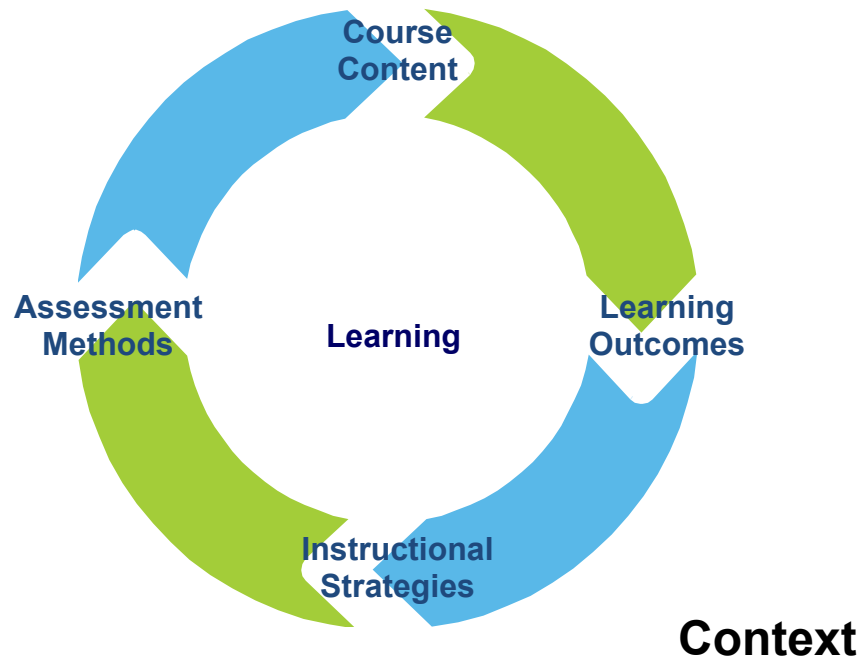 Course
Content
Assessment
Methods
Learning
Learning
Outcomes
Instructional
Strategies
Context